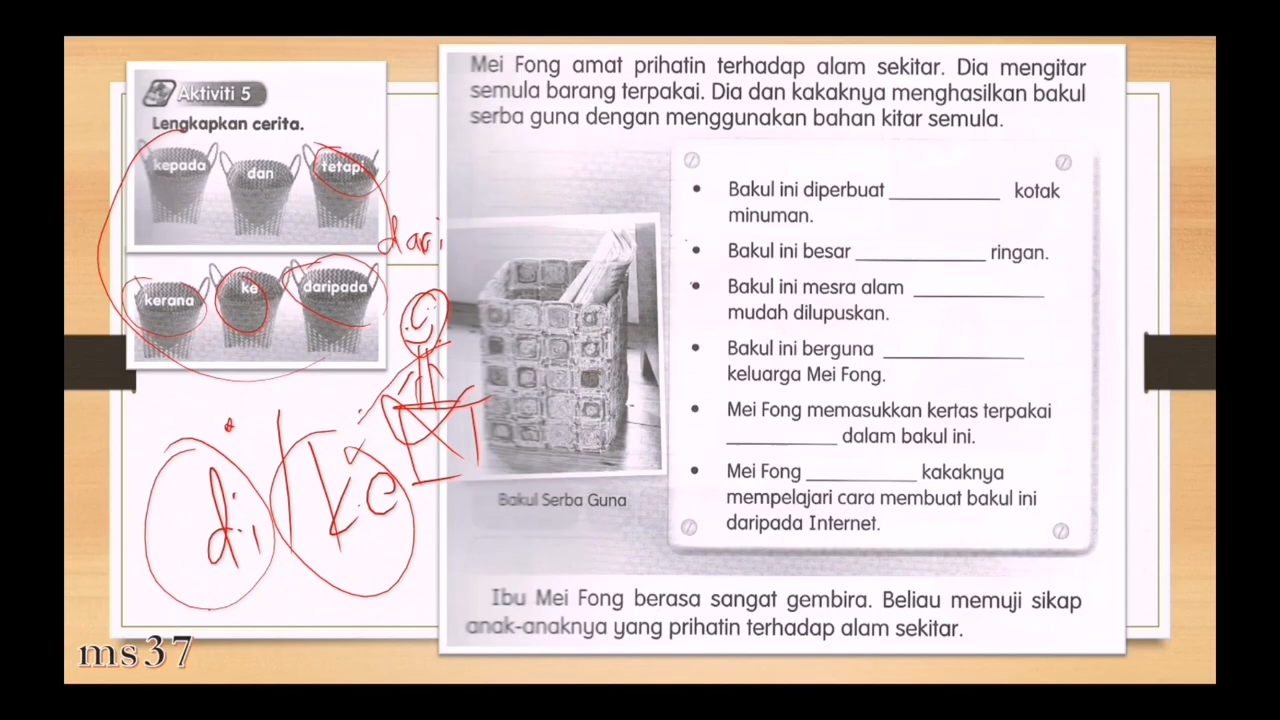 Aktiviti 5
Lengkapkan cerita.
kepada
dan
tetapi
kerana
ke
daripada
dari
di
ke
ms37
Mei Fong amat prihatin terhadap alam sekitar. Dia mengitar
semula barang terpakai. Dia dan kakaknya menghasilkan bakul
serba guna dengan menggunakan bahan kitar semula.
• Bakul ini diperbuat __________ kotak
minuman.
• Bakul ini besar ____________ ringan.
• Bakul ini mesra alam ____________
mudah dilupuskan.
• Bakul ini berguna _____________
keluarga Mei Fong.
• Mei Fong memasukkan kertas terpakai
__________ dalam bakul ini.
• Mei Fong __________ kakaknya
mempelajari cara membuat bakul ini
daripada Internet.
Bakul Serba Guna
Ibu Mei Fong berasa sangat gembira. Beliau memuji sikap
anak-anaknya yang prihatin terhadap alam sekitar.